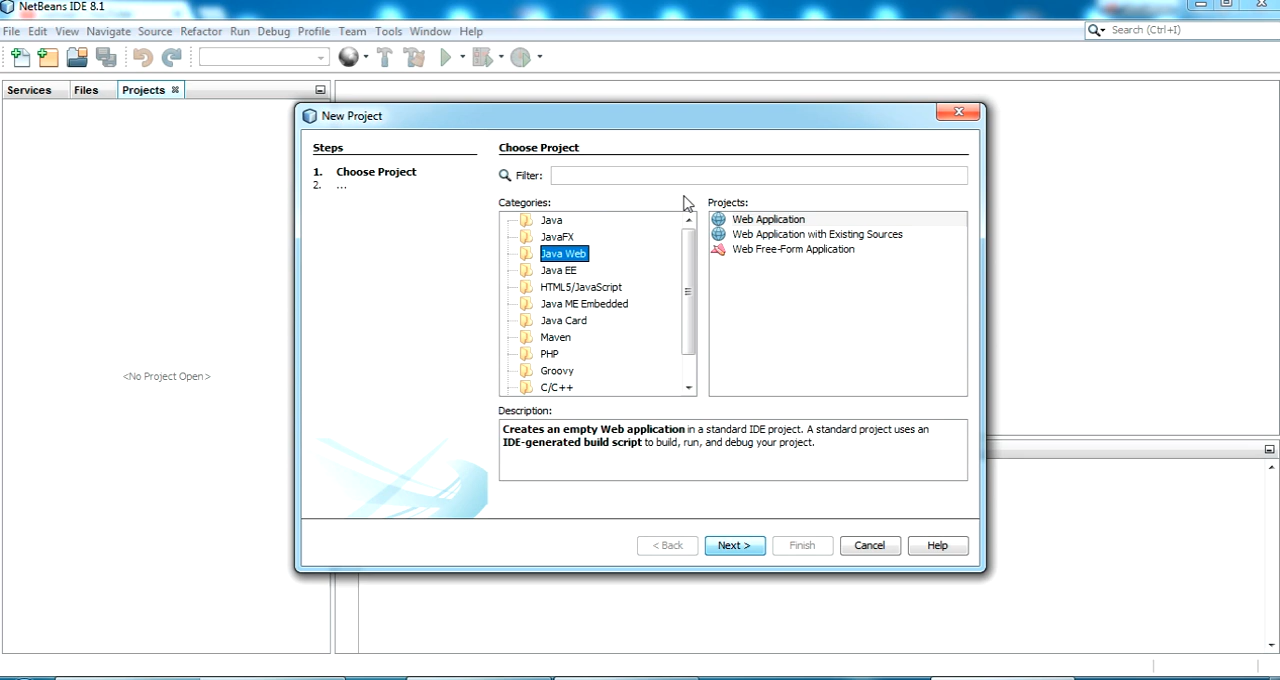 NetBeans IDE 8.1
File Edit View Navigate Source Refactor Run Debug Profile Team Tools Window Help
Search (Ctrl+I)
Services Files Projects
<No Project Open>
New Project
Steps
1. Choose Project
2. ...
Choose Project
Filter:
Categories:
Java
JavaFX
Java Web
Java EE
HTML5/JavaScript
Java ME Embedded
Java Card
Maven
PHP
Groovy
C/C++
Projects:
Web Application
Web Application with Existing Sources
Web Free-Form Application
Description:
Creates an empty Web application in a standard IDE project. A standard project uses an
IDE-generated build script to build, run, and debug your project.
< Back Next > Finish Cancel Help